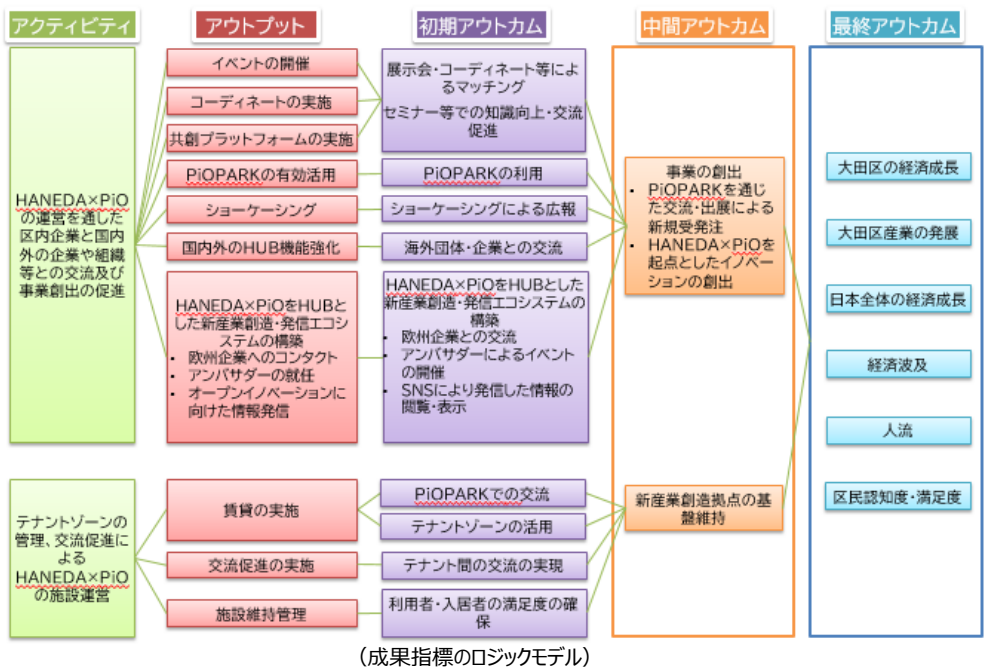 アクティビティ
アウトプット
初期アウトカム
中間アウトカム
最終アウトカム
HANEDA×PiO
の運営を通した
区内企業と国内
外の企業や組織
等との交流及び
事業創出の促進
イベントの開催
コーディネートの実施
共創プラットフォームの実施
PiOPARKの有効活用
ショーケーシング
国内外のHUB機能強化
HANEDA×PiOをHUBと
した新産業創造・発信エコシ
ステムの構築
• 欧州企業へのコンタクト
• アンバサダーの就任
• オープンイノベーションに
向けた情報発信
展示会・コーディネート等によ
るマッチング
セミナー等での知識向上・交流
促進
PiOPARKの利用
ショーケーシングによる広報
海外団体・企業との交流
HANEDA×PiOをHUBとした
新産業創造・発信エコシステムの
構築
• 欧州企業との交流
• アンバサダーによるイベント
の開催
• SNSにより発信した情報の
閲覧・表示
事業の創出
• PiOPARKを通じ
た交流・出展による
新規受発注
• HANEDA×PiOを
起点としたイノベー
ションの創出
大田区の経済成長
大田区産業の発展
日本全体の経済成長
経済波及
人流
区民認知度・満足度
テナントゾーンの
管理、交流促進に
よる
HANEDA×PiO
の施設運営
賃貸の実施
交流促進の実施
施設維持管理
PiOPARKでの交流
テナントゾーンの活用
テナント間の交流の実現
利用者・入居者の満足度の確
保
新産業創造拠点の基
盤維持
（成果指標のロジックモデル）